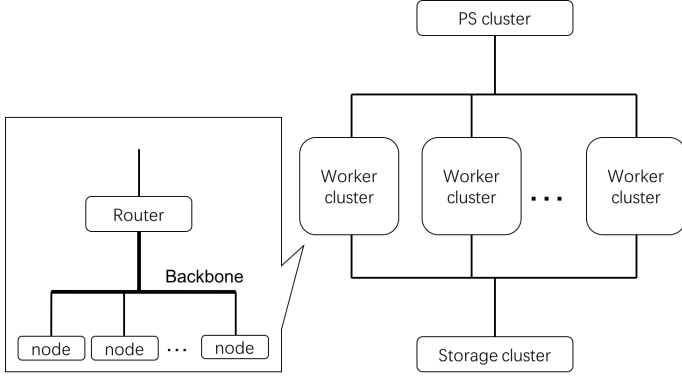 PS cluster
Worker
cluster
Worker
cluster
...
Worker
cluster
Router
Backbone
node
node
...
node
Storage cluster